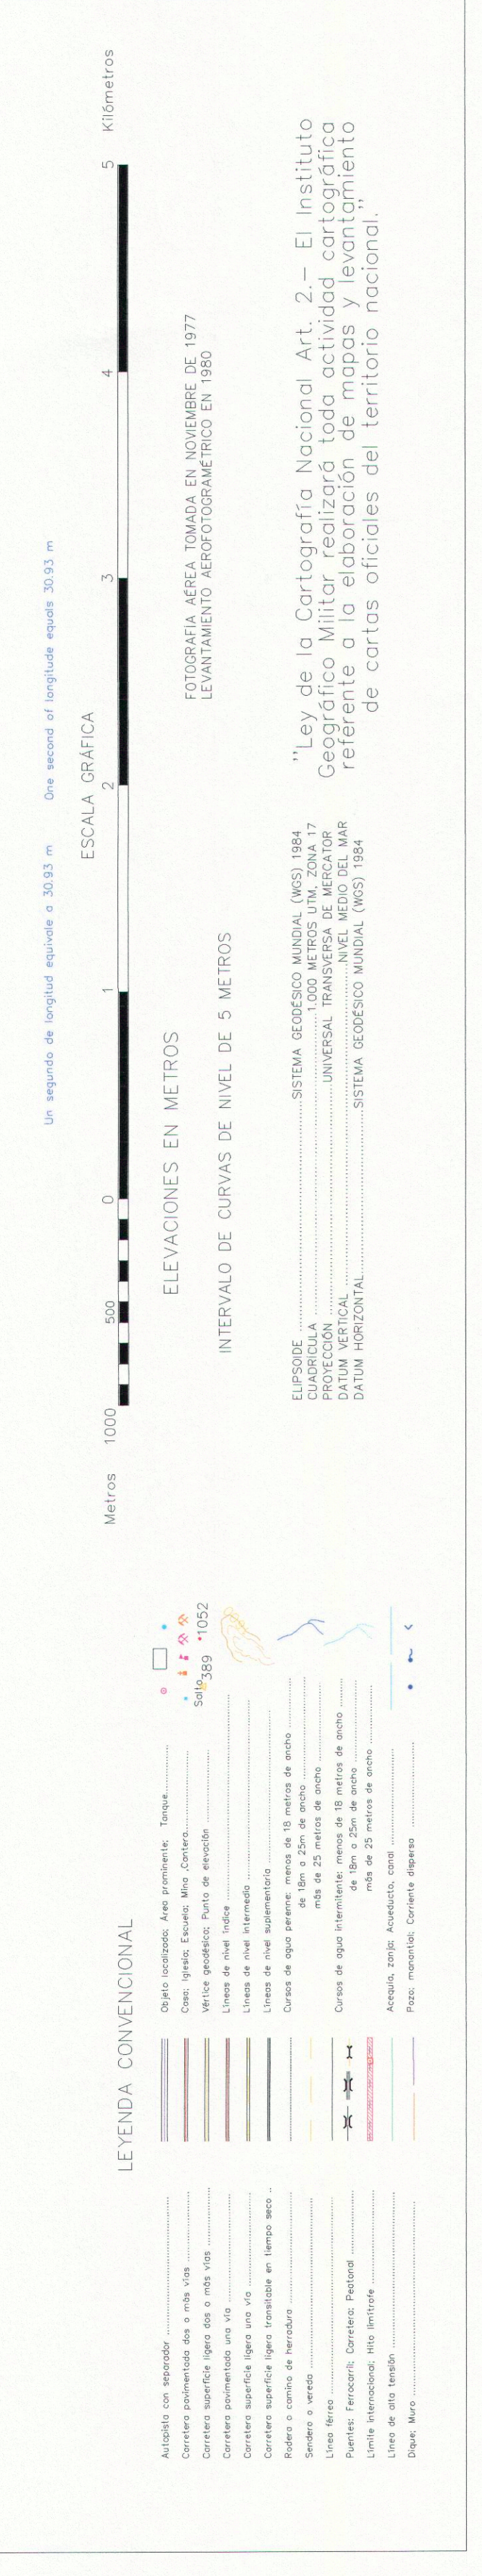 LEYENDA CONVENCIONAL
Autopista con separador
Carretera pavimentada dos o más vías
Carretera superficie ligera dos o más vías
Carretera pavimentada una vía
Carretera superficie ligera una vía
Carretera superficie ligera transitable en tiempo seco
Rodera o camino de herradura
Sendero o vereda
Línea férrea
Puentes: Ferrocarril; Carretera; Peatonal
Límite internacional; Hito limítrofe
Línea de alta tensión
Dique; Muro
Objeto localizado; Área prominente; Tanque
Casa; Iglesia; Escuela; Mina ,Cantera
Vértice geodésico; Punto de elevación
Salto 389 •1052
Líneas de nivel índice
Líneas de nivel intermedia
Líneas de nivel suplementaria
Cursos de agua perenne: menos de 18 metros de ancho
de 18m a 25m de ancho
más de 25 metros de ancho
Cursos de agua intermitente: menos de 18 metros de ancho
de 18m a 25m de ancho
más de 25 metros de ancho
Acequia, zanja; Acueducto, canal
Pozo; manantial; Corriente dispersa
Un segundo de longitud equivale a 30.93 m One second of longitude equals 30.93 m
ESCALA GRÁFICA
Metros 1000 500 0 1 2 3 4 5 Kilómetros
ELEVACIONES EN METROS
INTERVALO DE CURVAS DE NIVEL DE 5 METROS
FOTOGRAFÍA AÉREA TOMADA EN NOVIEMBRE DE 1977
LEVANTAMIENTO AEROFOTOGRAMÉTRICO EN 1980
ELIPSOIDE SISTEMA GEODÉSICO MUNDIAL (WGS) 1984
CUADRÍCULA 1.000 METROS UTM, ZONA 17
PROYECCIÓN UNIVERSAL TRANSVERSA DE MERCATOR
DATUM VERTICAL NIVEL MEDIO DEL MAR
DATUM HORIZONTAL SISTEMA GEODÉSICO MUNDIAL (WGS) 1984
"Ley de la Cartografía Nacional Art. 2.– El Instituto
Geográfico Militar realizará toda actividad cartográfica
referente a la elaboración de mapas y levantamiento
de cartas oficiales del territorio nacional."